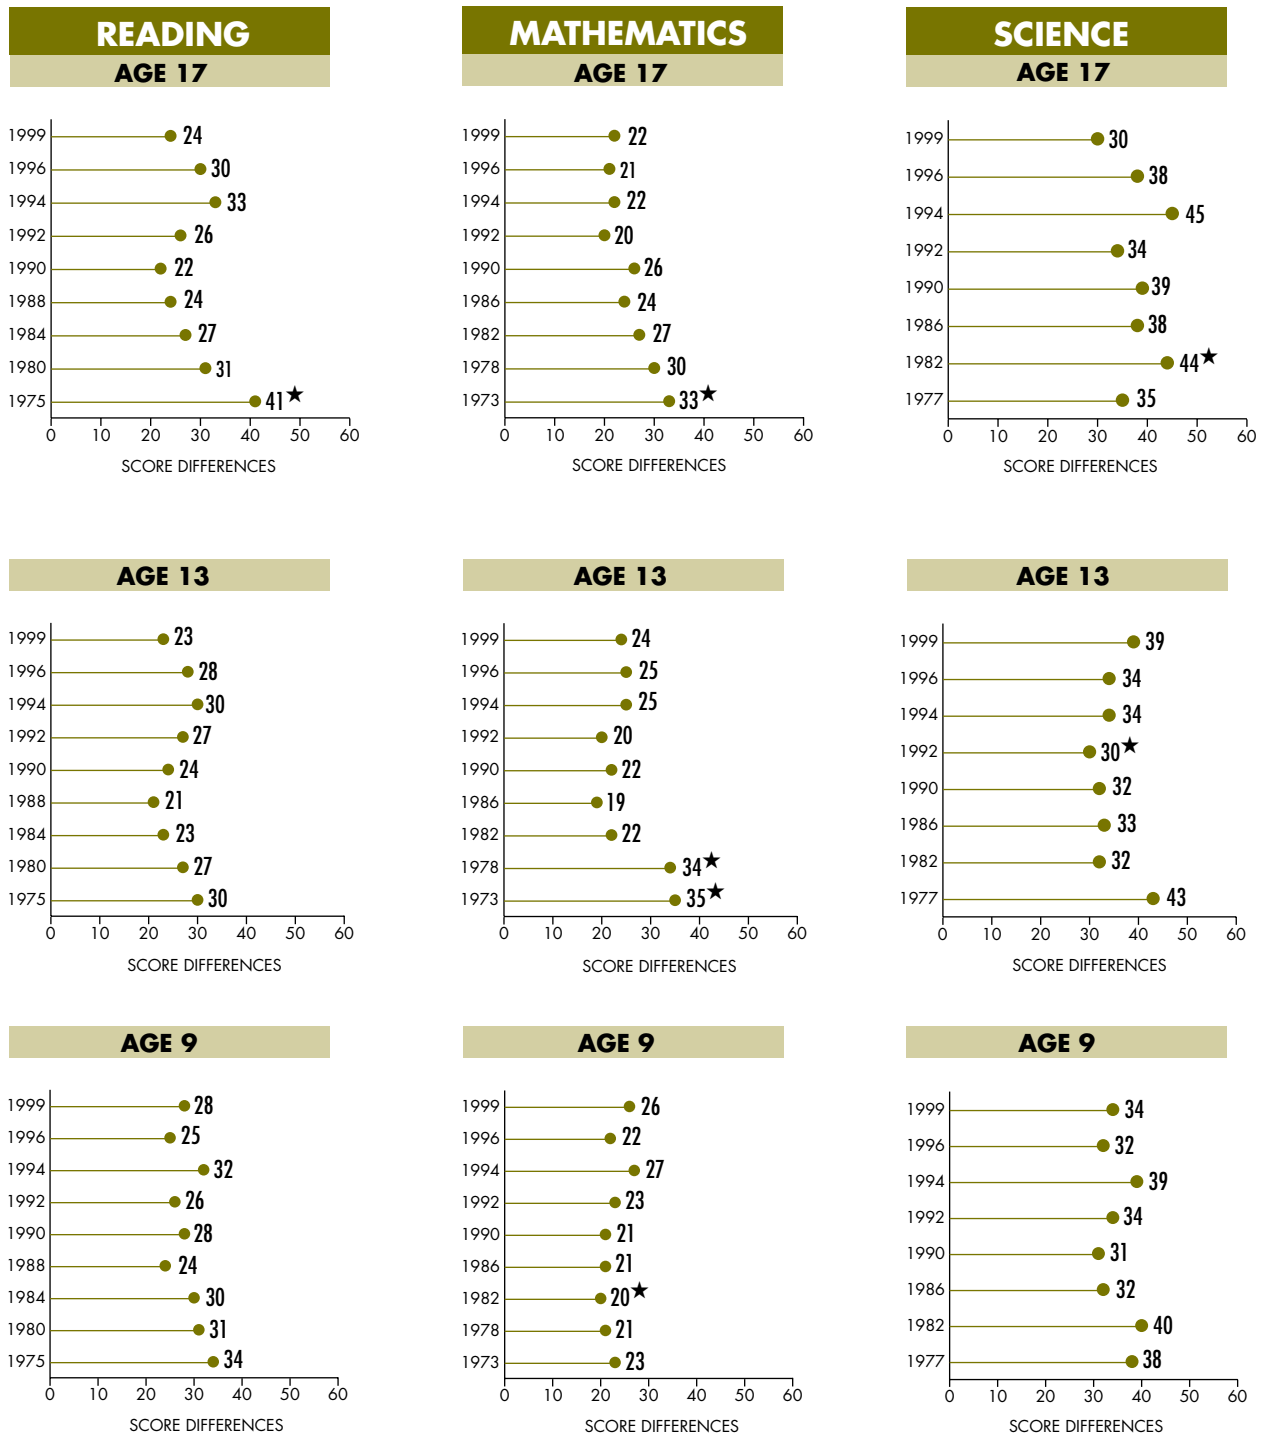 READING
AGE 17
1999 24
1996 30
1994 33
1992 26
1990 22
1988 24
1984 27
1980 31
1975 41★
0 10 20 30 40 50 60
SCORE DIFFERENCES
MATHEMATICS
AGE 17
1999 22
1996 21
1994 22
1992 20
1990 26
1986 24
1982 27
1978 30
1973 33★
0 10 20 30 40 50 60
SCORE DIFFERENCES
SCIENCE
AGE 17
1999 30
1996 38
1994 45
1992 34
1990 39
1986 38
1982 44★
1977 35
0 10 20 30 40 50 60
SCORE DIFFERENCES
AGE 13
1999 23
1996 28
1994 30
1992 27
1990 24
1988 21
1984 23
1980 27
1975 30
0 10 20 30 40 50 60
SCORE DIFFERENCES
AGE 13
1999 24
1996 25
1994 25
1992 20
1990 22
1986 19
1982 22
1978 34★
1973 35★
0 10 20 30 40 50 60
SCORE DIFFERENCES
AGE 13
1999 39
1996 34
1994 34
1992 30★
1990 32
1986 33
1982 32
1977 43
0 10 20 30 40 50 60
SCORE DIFFERENCES
AGE 9
1999 28
1996 25
1994 32
1992 26
1990 28
1988 24
1984 30
1980 31
1975 34
0 10 20 30 40 50 60
SCORE DIFFERENCES
AGE 9
1999 26
1996 22
1994 27
1992 23
1990 21
1986 21
1982 20★
1978 21
1973 23
0 10 20 30 40 50 60
SCORE DIFFERENCES
AGE 9
1999 34
1996 32
1994 39
1992 34
1990 31
1986 32
1982 40
1977 38
0 10 20 30 40 50 60
SCORE DIFFERENCES